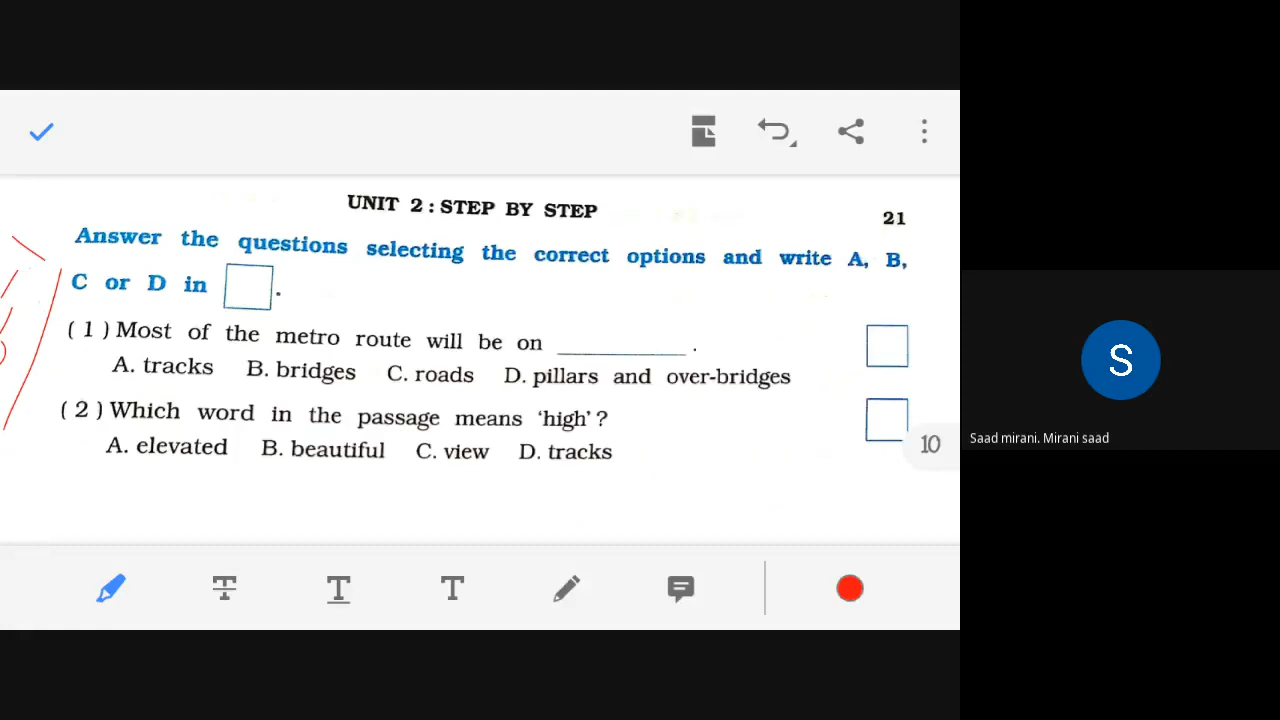 UNIT 2 : STEP BY STEP 21
Answer the questions selecting the correct options and write A, B,
C or D in .
( 1 ) Most of the metro route will be on __________ .
A. tracks B. bridges C. roads D. pillars and over-bridges
( 2 ) Which word in the passage means ‘high’ ?
A. elevated B. beautiful C. view D. tracks
10
T T T
S
Saad mirani. Mirani saad